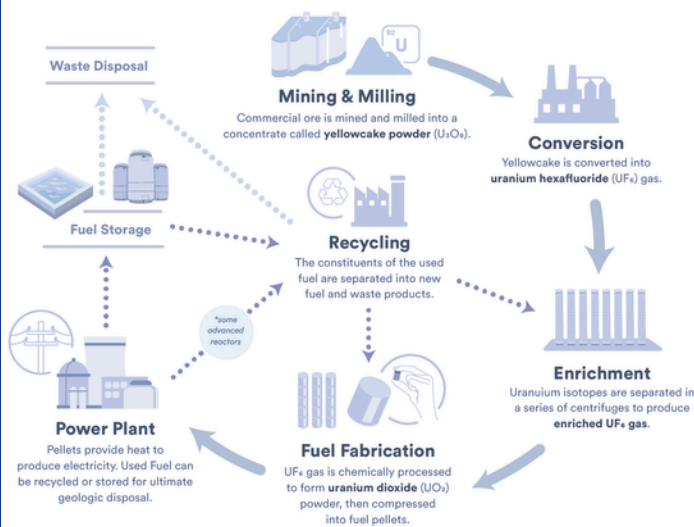 Waste Disposal
92
U
Mining & Milling
Commercial ore is mined and milled into a
concentrate called yellowcake powder (U₃O₈).
Conversion
Yellowcake is converted into
uranium hexafluoride (UF₆) gas.
Fuel Storage
Recycling
The constituents of the used
fuel are separated into new
fuel and waste products.
*some
advanced
reactors
Enrichment
Uranuium isotopes are separated in
a series of centrifuges to produce
enriched UF₆ gas.
Power Plant
Pellets provide heat to
produce electricity. Used Fuel can
be recycled or stored for ultimate
geologic disposal.
Fuel Fabrication
UF₆ gas is chemically processed
to form uranium dioxide (UO₂)
powder, then compressed
into fuel pellets.